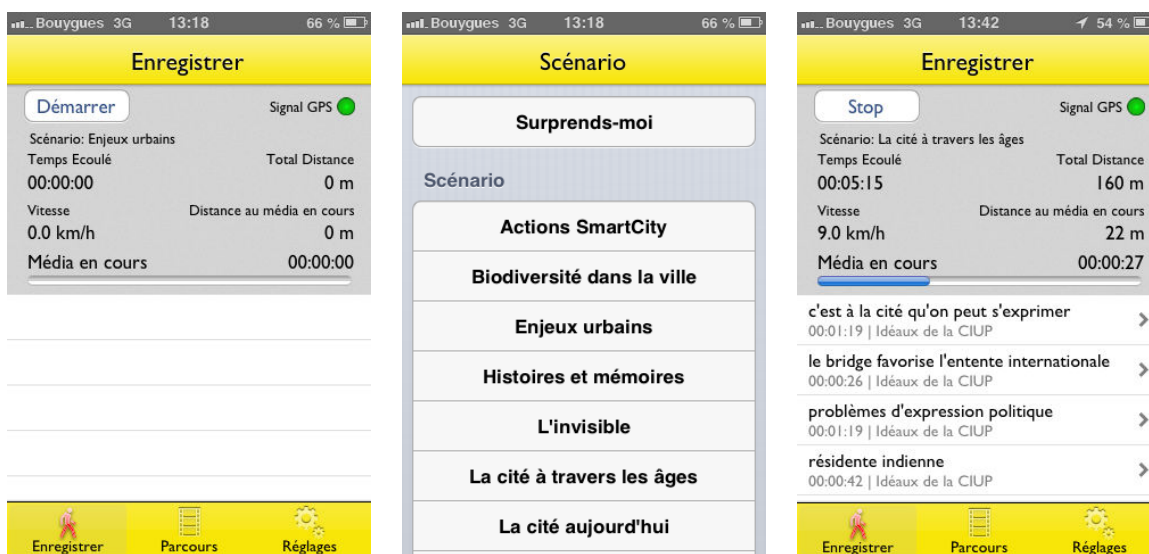 Bouygues 3G 13:18 66 %
Enregistrer
Démarrer Signal GPS
Scénario: Enjeux urbains
Temps Ecoulé Total Distance
00:00:00 0 m
Vitesse Distance au média en cours
0.0 km/h 0 m
Média en cours 00:00:00
Enregistrer Parcours Réglages
Bouygues 3G 13:18 66 %
Scénario
Surprends-moi
Scénario
Actions SmartCity
Biodiversité dans la ville
Enjeux urbains
Histoires et mémoires
L'invisible
La cité à travers les âges
La cité aujourd'hui
Bouygues 3G 13:42 54 %
Enregistrer
Stop Signal GPS
Scénario: La cité à travers les âges
Temps Ecoulé Total Distance
00:05:15 160 m
Vitesse Distance au média en cours
9.0 km/h 22 m
Média en cours 00:00:27
c'est à la cité qu'on peut s'exprimer
00:01:19 | Idéaux de la CIUP
le bridge favorise l'entente internationale
00:00:26 | Idéaux de la CIUP
problèmes d'expression politique
00:01:19 | Idéaux de la CIUP
résidente indienne
00:00:42 | Idéaux de la CIUP
Enregistrer Parcours Réglages